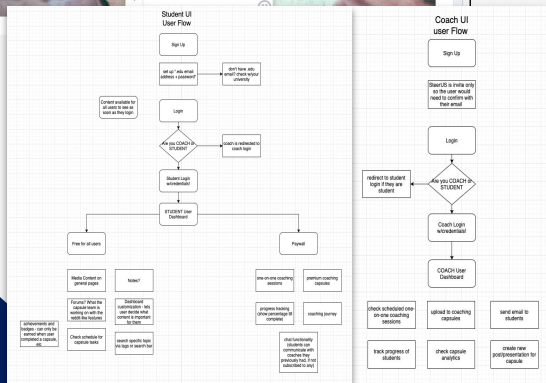 Student UI
User Flow
Sign Up
set up ".edu email
address + password"
don't have .edu
email? check w/your
university
Content available for
all users to see as
soon as they login
Login
Are you COACH or
STUDENT
coach is redirected to
coach login
Student Login
w/credentials!
STUDENT User
Dashboard
Free for all users
Paywall
Media Content on
general pages
Notes?
Forums? What the
capsule team is
working on with the
reddit-like features
Dashboard
customization - lets
user decide what
content is important
for them
achievements and
badges - can only be
earned when user
completed a capsule,
etc.
Check schedule for
capstule tasks
search specific topic
via tags or search bar
one-on-one coaching
sessions
premium coaching
capsules
progress tracking
(show percentage till
complete)
coaching journey
chat functionality
(students can
communicate with
coaches they
previously had, if not
subscribed to any)
Coach UI
user Flow
Sign Up
SteerUS is invite only
so the user would
need to confirm with
their email
Login
Are you COACH or
STUDENT
redirect to student
login if they are
student
Coach Login
w/credentials!
COACH User
Dashboard
check scheduled one-
on-one coaching
sessions
upload to coaching
capsules
send email to
students
track progress of
students
check capsule
analytics
create new
post/presentation for
capsule